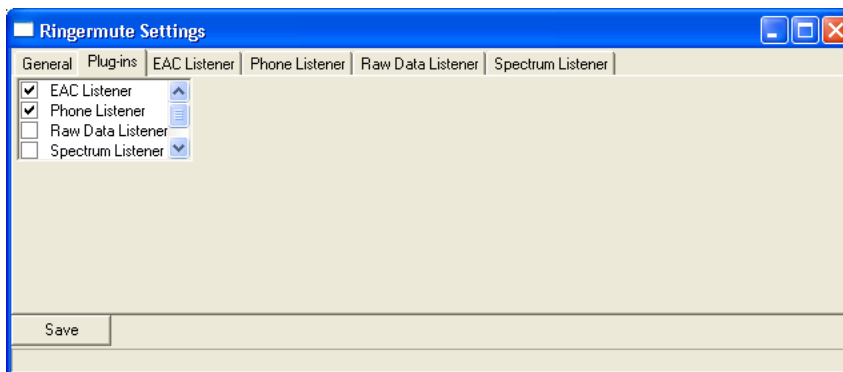 Ringermute Settings
General Plug-ins EAC Listener Phone Listener Raw Data Listener Spectrum Listener
EAC Listener
Phone Listener
Raw Data Listener
Spectrum Listener
Save